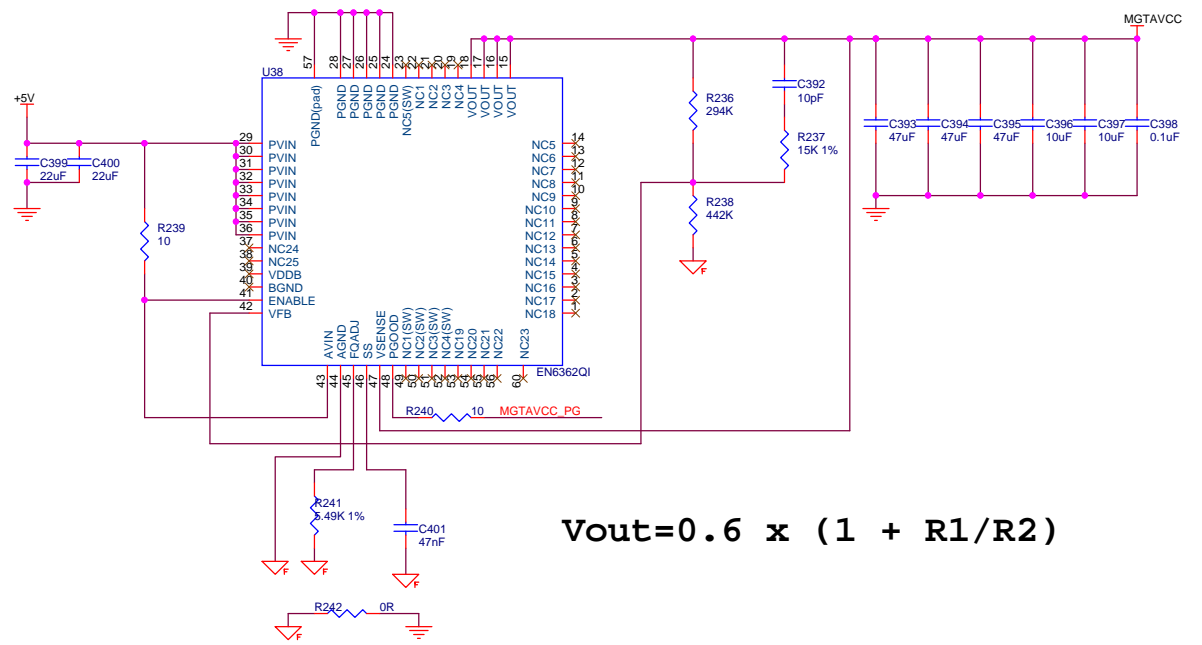 MGTAVCC
57
28
27
26
25
24
23
22
21
20
19
18
17
16
15
U38
PGND(pad)
PGND
PGND
PGND
PGND
PGND
NC5(SW)
NC1
NC2
NC3
NC4
VOUT
VOUT
VOUT
VOUT
+5V
C399
22uF
C400
22uF
R239
10
29 PVIN
30 PVIN
31 PVIN
32 PVIN
33 PVIN
34 PVIN
35 PVIN
36 PVIN
37 NC24
38 NC25
39 VDDB
40 BGND
41 ENABLE
42 VFB
NC5 14
NC6 13
NC7 12
NC8 11
NC9 10
NC10 9
NC11 8
NC12 7
NC13 6
NC14 5
NC15 4
NC16 3
NC17 2
NC18 1
R236
294K
C392
10pF
R237
15K 1%
R238
442K
F
C393
47uF
C394
47uF
C395
47uF
C396
10uF
C397
10uF
C398
0.1uF
AVIN
AGND
FQADJ
SS
VSENSE
PGOOD
NC1(SW)
NC2(SW)
NC3(SW)
NC4(SW)
NC19
NC20
NC21
NC22
NC23
EN6362QI
43
44
45
46
47
48
49
50
51
52
53
54
55
56
60
R240 10 MGTAVCC_PG
R241
5.49K 1%
C401
47nF
Vout=0.6 x (1 + R1/R2)
F
F
F
R242 0R
F